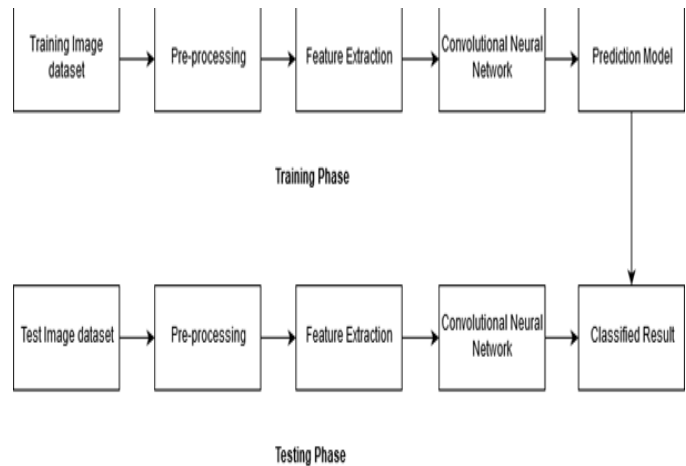 Training Image
dataset
Pre-processing
Feature Extraction
Convolutional Neural
Network
Prediction Model
Training Phase
Test Image dataset
Pre-processing
Feature Extraction
Convolutional Neural
Network
Classified Result
Testing Phase